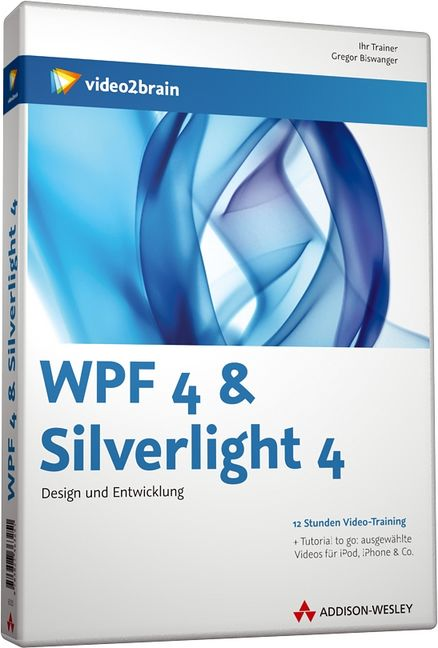 Ihr Trainer
Gregor Biswanger
video2brain
WPF 4 &
Silverlight 4
Design und Entwicklung
12 Stunden Video-Training
+ Tutorial to go: ausgewählte
Videos für iPod, iPhone & Co.
ADDISON-WESLEY
WPF 4 & Silverlight 4